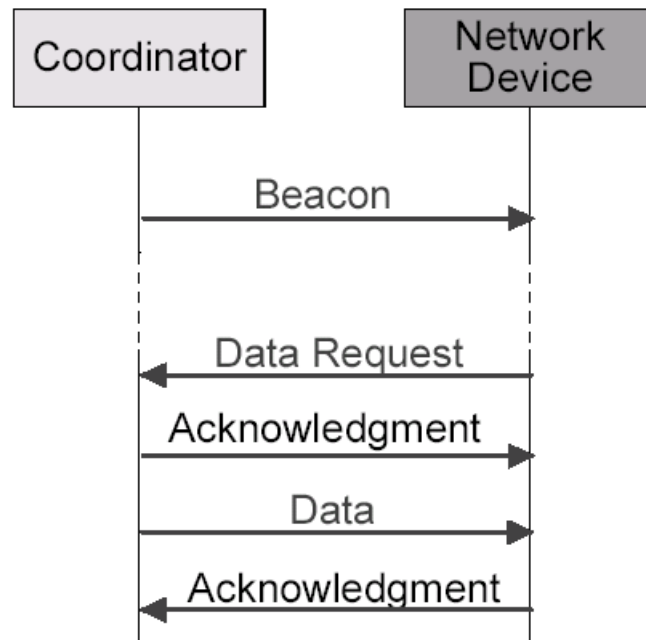 Coordinator
Network
Device
Beacon
Data Request
Acknowledgment
Data
Acknowledgment